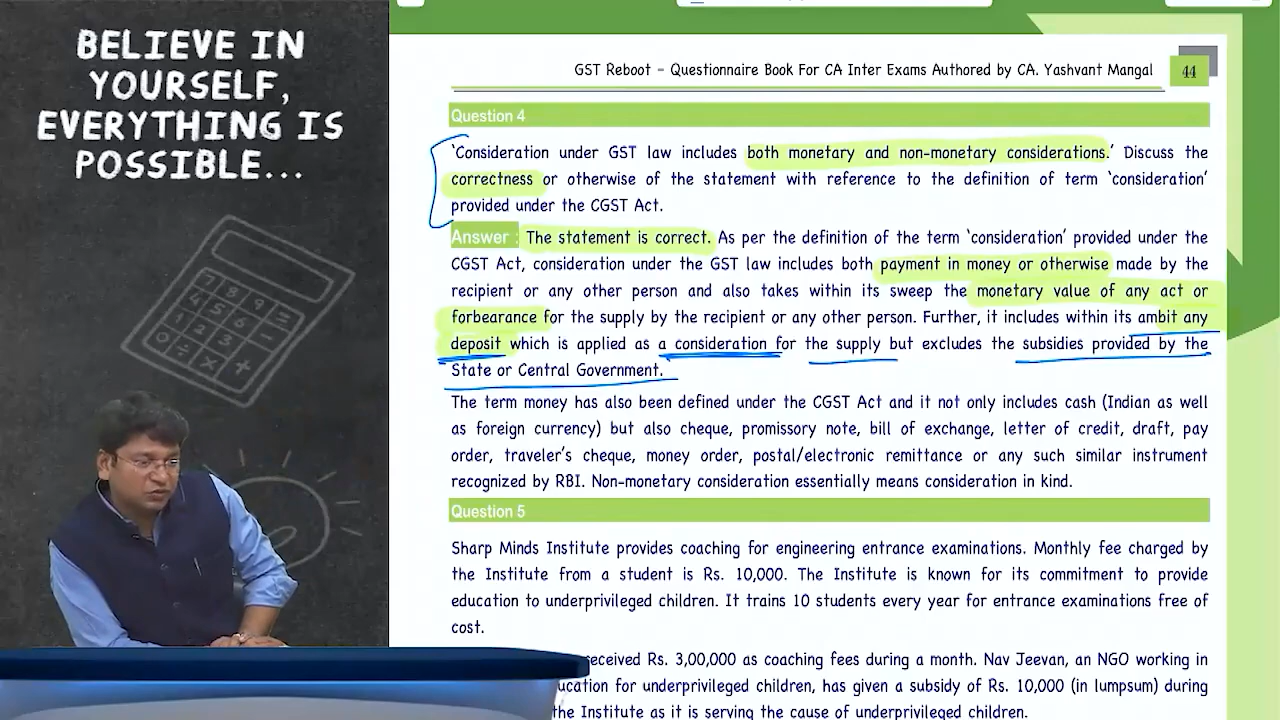 BELIEVE IN
YOURSELF,
EVERYTHING IS
POSSIBLE...
GST Reboot – Questionnaire Book For CA Inter Exams Authored by CA. Yashvant Mangal
44
Question 4
'Consideration under GST law includes both monetary and non-monetary considerations.' Discuss the
correctness or otherwise of the statement with reference to the definition of term 'consideration'
provided under the CGST Act.
Answer : The statement is correct. As per the definition of the term 'consideration' provided under the
CGST Act, consideration under the GST law includes both payment in money or otherwise made by the
recipient or any other person and also takes within its sweep the monetary value of any act or
forbearance for the supply by the recipient or any other person. Further, it includes within its ambit any
deposit which is applied as a consideration for the supply but excludes the subsidies provided by the
State or Central Government.
The term money has also been defined under the CGST Act and it not only includes cash (Indian as well
as foreign currency) but also cheque, promissory note, bill of exchange, letter of credit, draft, pay
order, traveler's cheque, money order, postal/electronic remittance or any such similar instrument
recognized by RBI. Non-monetary consideration essentially means consideration in kind.
Question 5
Sharp Minds Institute provides coaching for engineering entrance examinations. Monthly fee charged by
the Institute from a student is Rs. 10,000. The Institute is known for its commitment to provide
education to underprivileged children. It trains 10 students every year for entrance examinations free of
cost.
received Rs. 3,00,000 as coaching fees during a month. Nav Jeevan, an NGO working in
ucation for underprivileged children, has given a subsidy of Rs. 10,000 (in lumpsum) during
the Institute as it is serving the cause of underprivileged children.
7 8 9 =
4 5 6 -
1 2 3
0 ÷ × +